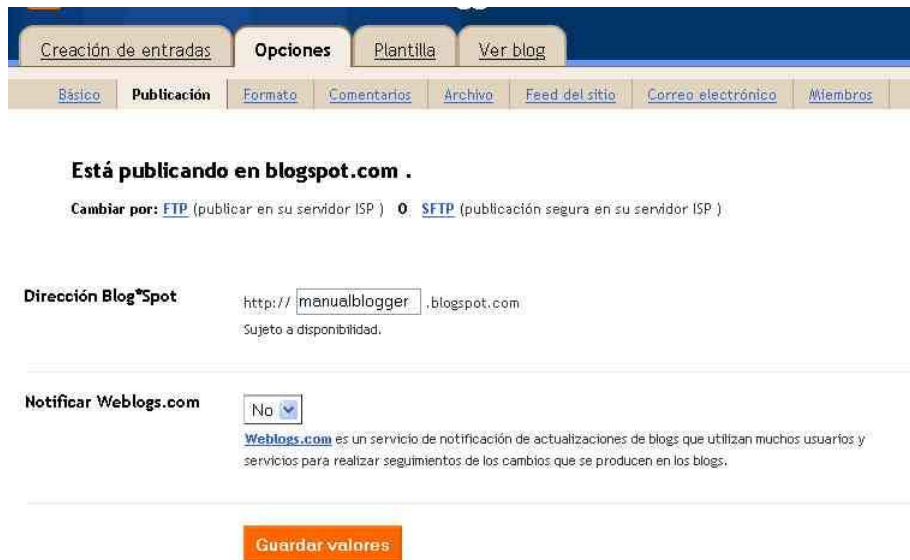 Creación de entradas Opciones Plantilla Ver blog
Básico Publicación Formato Comentarios Archivo Feed del sitio Correo electrónico Miembros
Está publicando en blogspot.com .
Cambiar por: FTP (publicar en su servidor ISP ) O SFTP (publicación segura en su servidor ISP )
Dirección Blog*Spot http:// manualblogger .blogspot.com
Sujeto a disponibilidad.
Notificar Weblogs.com No
Weblogs.com es un servicio de notificación de actualizaciones de blogs que utilizan muchos usuarios y
servicios para realizar seguimientos de los cambios que se producen en los blogs.
Guardar valores